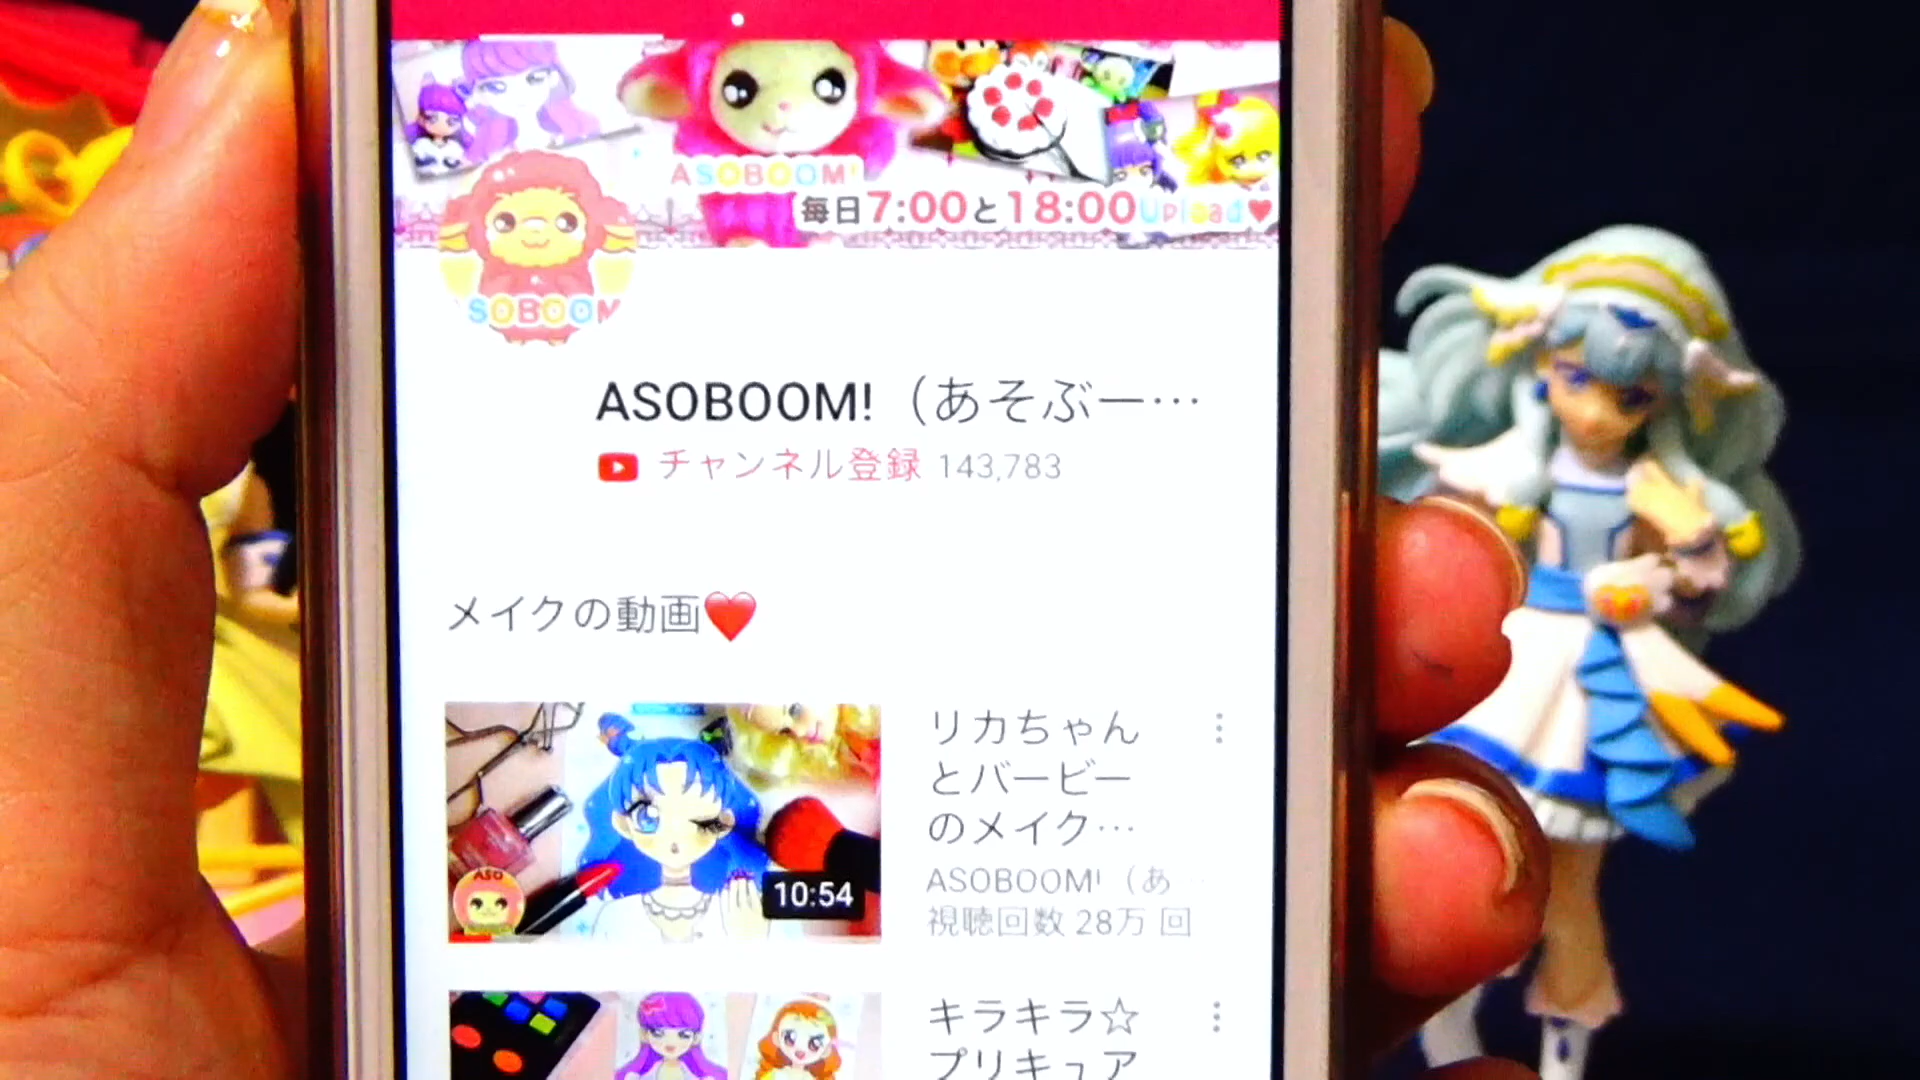 ASOBOOM!
毎日7:00と18:00Upload♥
SOBOOM
ASOBOOM!（あそぶー…
チャンネル登録 143,783
メイクの動画❤
リカちゃん
とバービー
のメイク…
ASOBOOM!（あ
視聴回数 28万 回
ASO
10:54
キラキラ☆
プリキュア